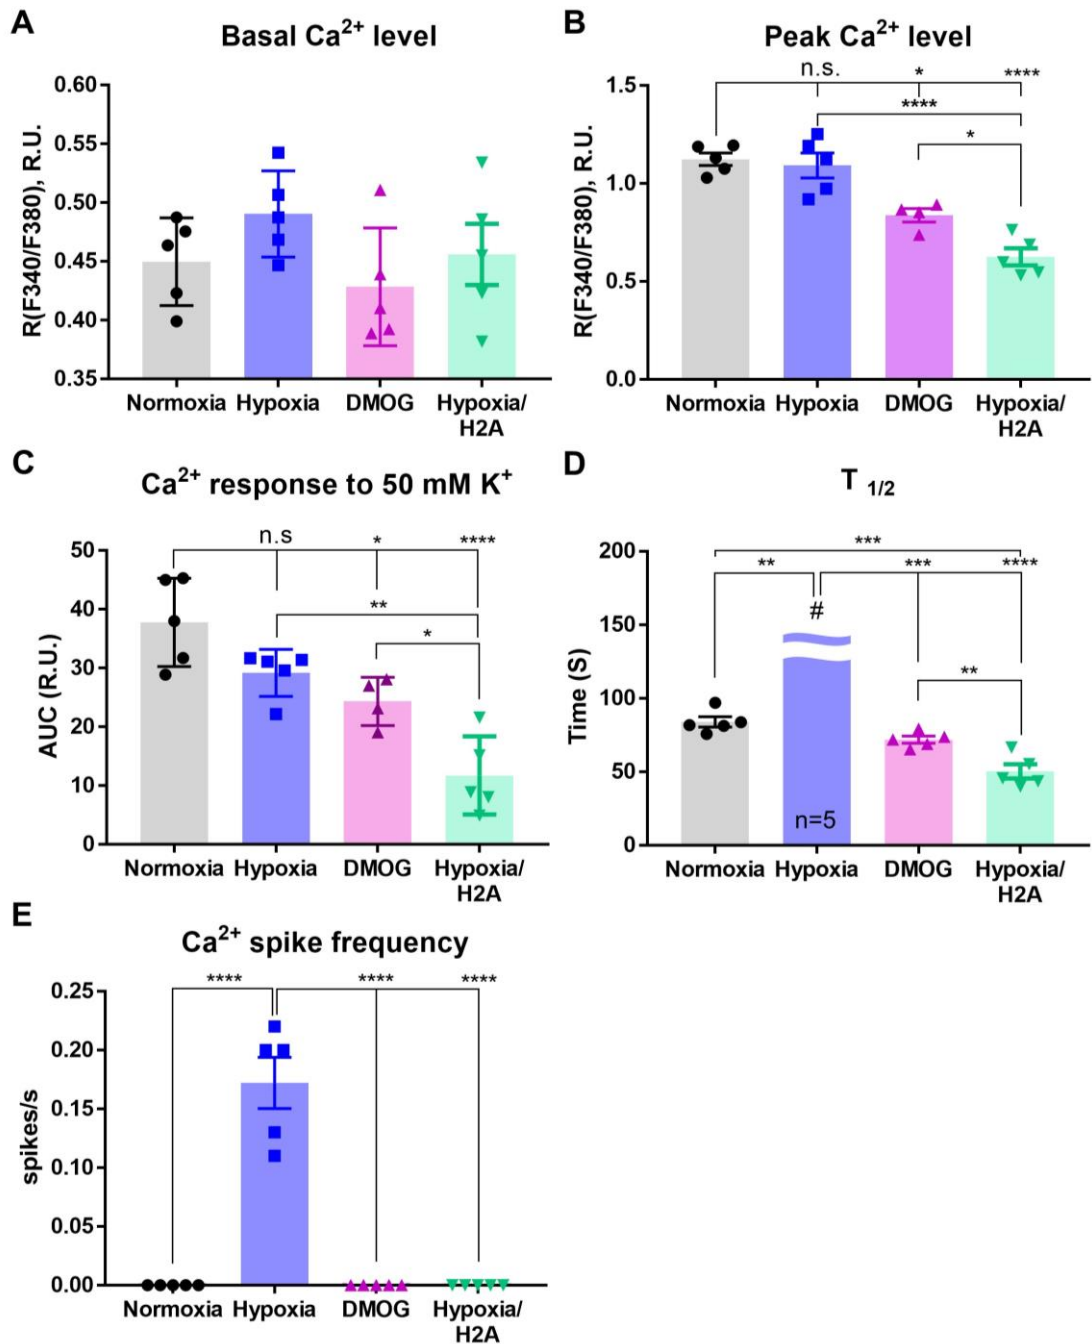 A
Basal Ca²⁺ level
R(F340/F380), R.U.
0.60
0.55
0.50
0.45
0.40
0.35
Normoxia Hypoxia DMOG Hypoxia/
H2A
B
Peak Ca²⁺ level
n.s. * ****
****
*
R(F340/F380), R.U.
1.5
1.0
0.5
0.0
Normoxia Hypoxia DMOG Hypoxia/
H2A
C
Ca²⁺ response to 50 mM K⁺
n.s * ****
**
*
AUC (R.U.)
50
40
30
20
10
0
Normoxia Hypoxia DMOG Hypoxia/
H2A
D
T 1/2
***
** *** ****
#
**
Time (S)
200
150
100
50
0
n=5
Normoxia Hypoxia DMOG Hypoxia/
H2A
E
Ca²⁺ spike frequency
**** **** ****
spikes/s
0.25
0.20
0.15
0.10
0.05
0.00
Normoxia Hypoxia DMOG Hypoxia/
H2A